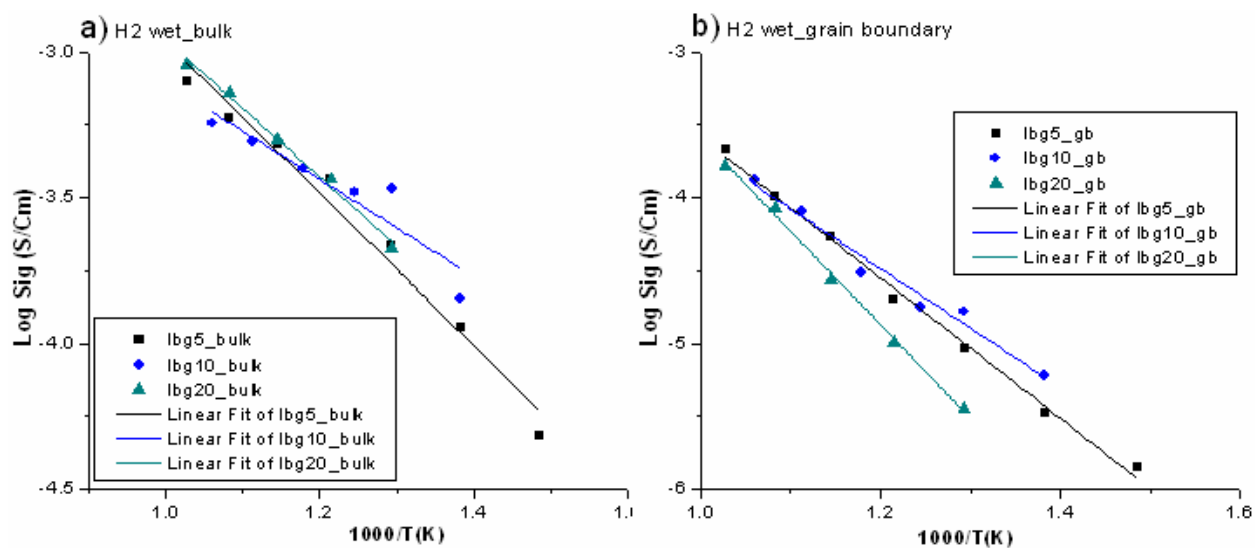 a) H2 wet_bulk
-3.0
-3.5
-4.0
-4.5
Log Sig (S/Cm)
lbg5_bulk
lbg10_bulk
lbg20_bulk
Linear Fit of lbg5_bulk
Linear Fit of lbg10_bulk
Linear Fit of lbg20_bulk
1.0 1.2 1.4
1000/T(K)
b) H2 wet_grain boundary
-3
-4
-5
-6
Log Sig (S/Cm)
lbg5_gb
lbg10_gb
lbg20_gb
Linear Fit of lbg5_gb
Linear Fit of lbg10_gb
Linear Fit of lbg20_gb
1.0 1.2 1.4 1.6
1000/T(K)